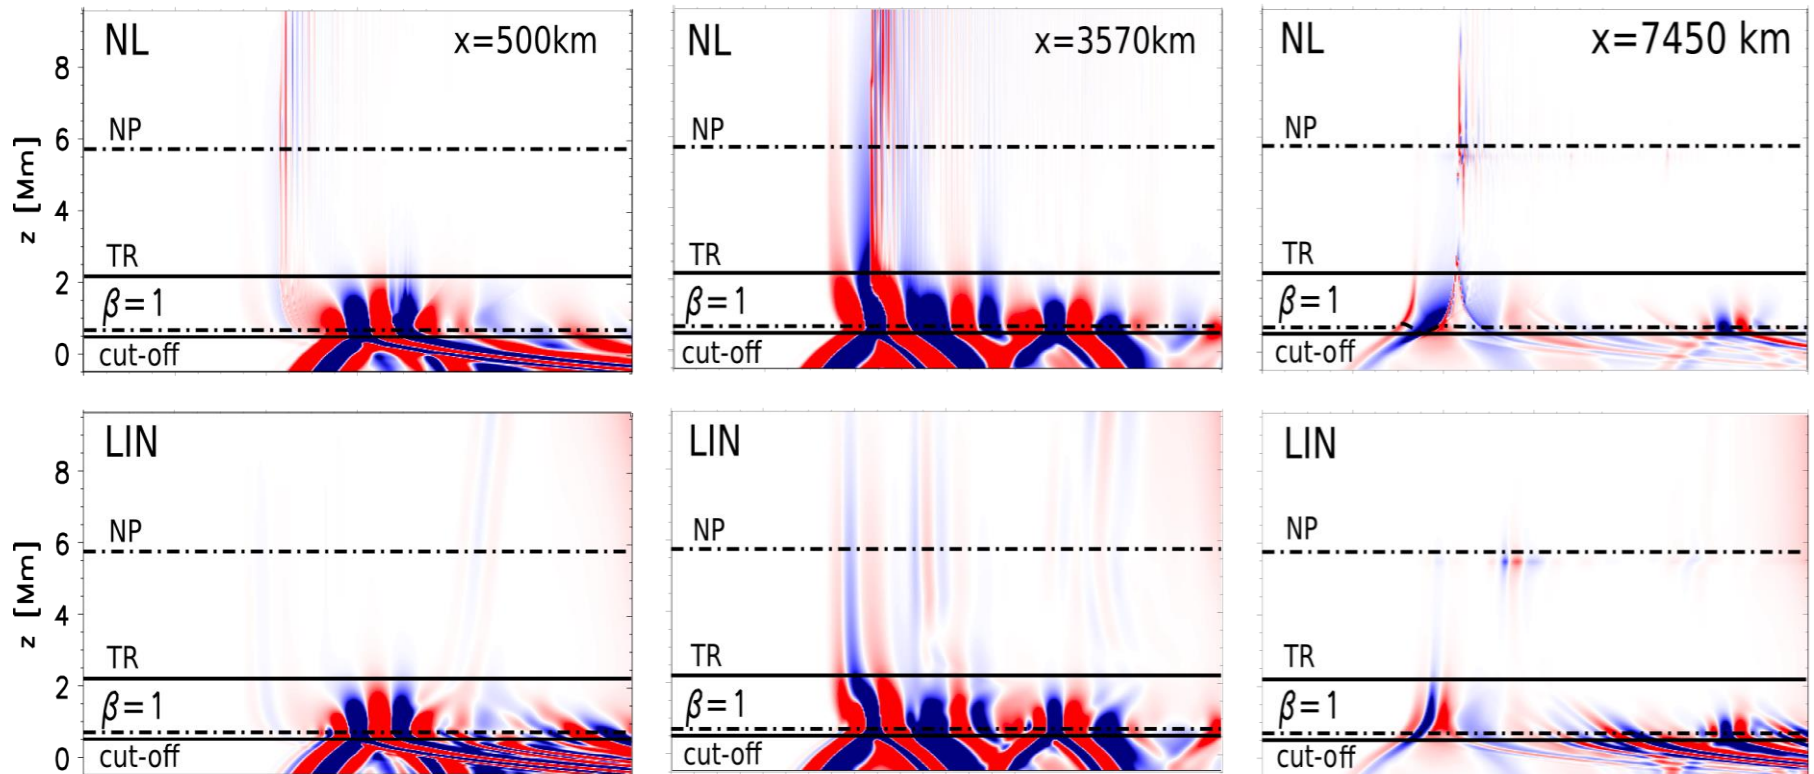 NL
x=500km
8
NP
6
z [Mm]
4
TR
2
β=1
cut-off
0
NL
x=3570km
NP
TR
β=1
cut-off
NL
x=7450 km
NP
TR
β=1
cut-off
LIN
8
NP
6
z [Mm]
4
TR
2
β=1
cut-off
0
LIN
NP
TR
β=1
cut-off
LIN
NP
TR
β=1
cut-off